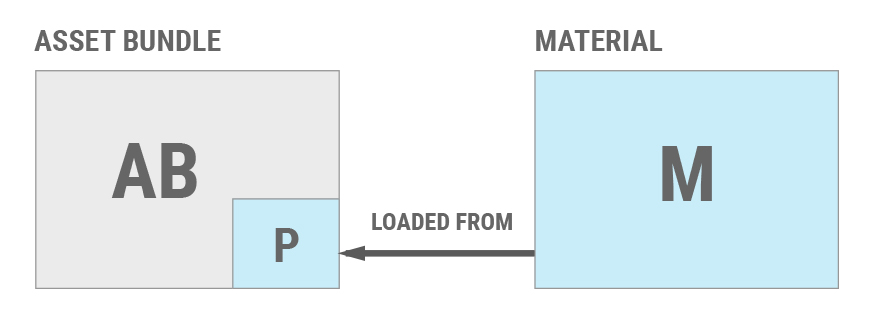 ASSET BUNDLE
MATERIAL
AB
M
P
LOADED FROM